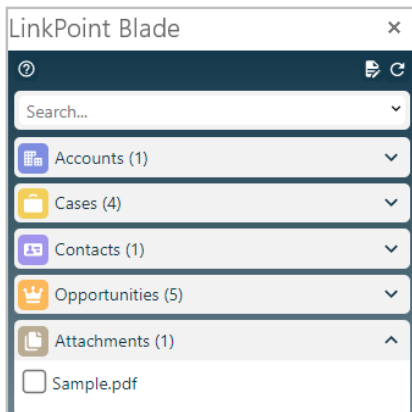 LinkPoint Blade
Search...
Accounts (1)
Cases (4)
Contacts (1)
Opportunities (5)
Attachments (1)
Sample.pdf